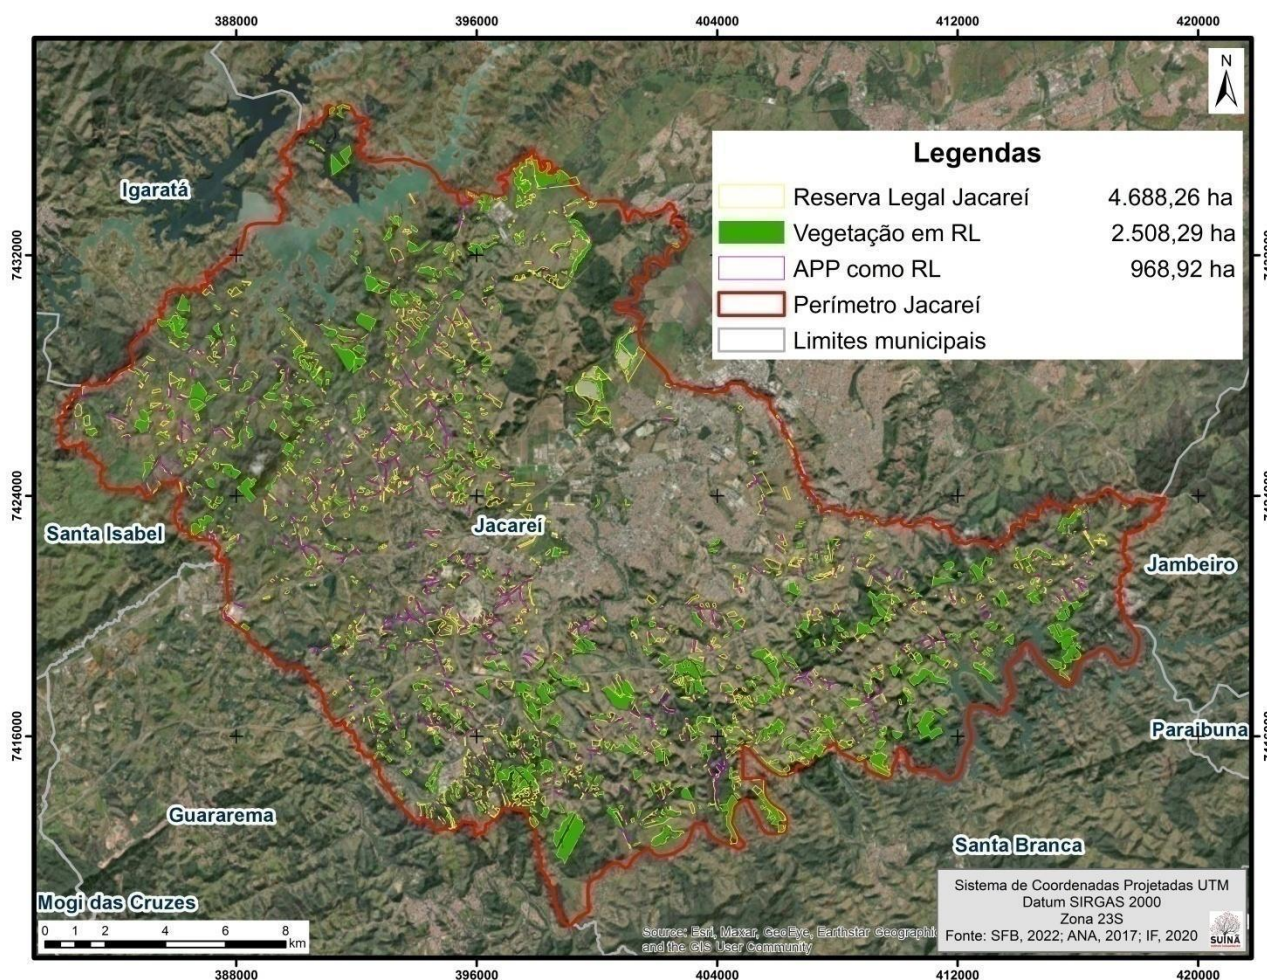 388000 396000 404000 412000 420000
N
Legendas
Reserva Legal Jacareí 4.688,26 ha
Vegetação em RL 2.508,29 ha
APP como RL 968,92 ha
Perímetro Jacareí
Limites municipais
Igaratá
7432000
7424000
Santa Isabel
Jacareí
Jambeiro
7416000
Paraibuna
Guararema
Santa Branca
Mogi das Cruzes
0 1 2 4 6 8
km
Source: Esri, Maxar, GeoEye, Earthstar Geographic
and the GIS User Community
Sistema de Coordenadas Projetadas UTM
Datum SIRGAS 2000
Zona 23S
Fonte: SFB, 2022; ANA, 2017; IF, 2020
SUINÃ
388000 396000 404000 412000 420000